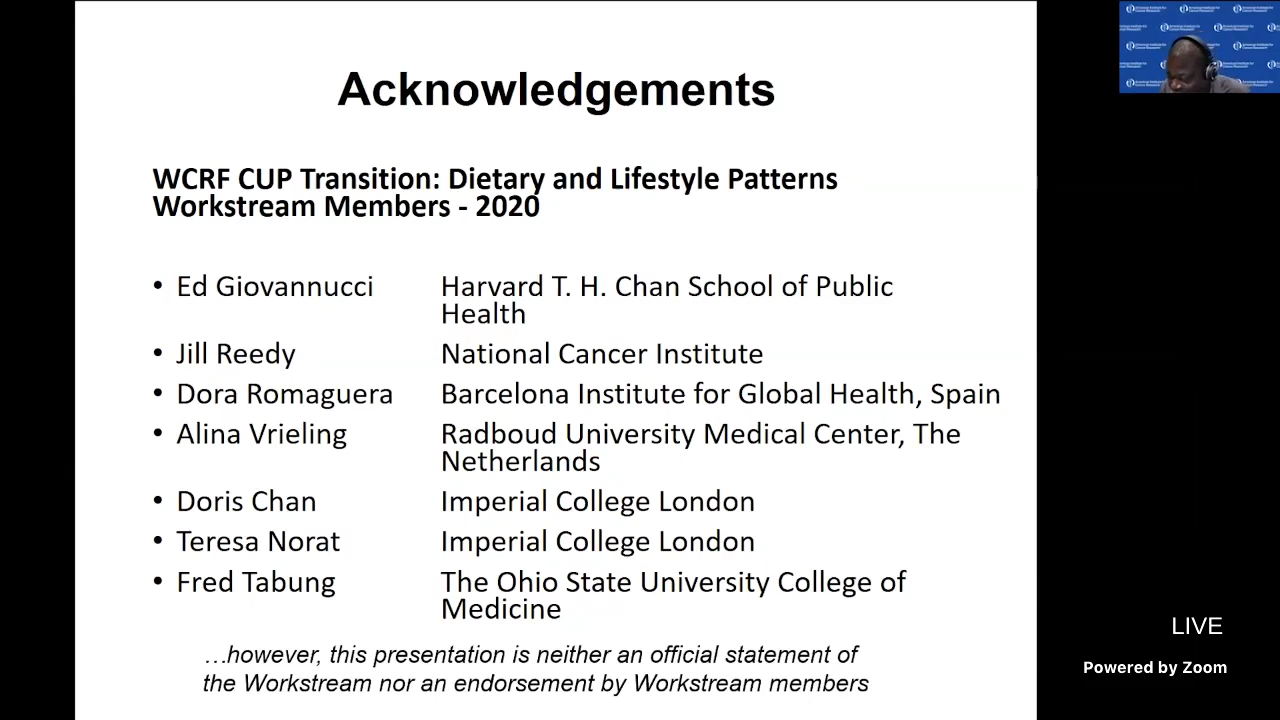 Acknowledgements
WCRF CUP Transition: Dietary and Lifestyle Patterns
Workstream Members - 2020
• Ed Giovannucci Harvard T. H. Chan School of Public
Health
• Jill Reedy National Cancer Institute
• Dora Romaguera Barcelona Institute for Global Health, Spain
• Alina Vrieling Radboud University Medical Center, The
Netherlands
• Doris Chan Imperial College London
• Teresa Norat Imperial College London
• Fred Tabung The Ohio State University College of
Medicine
…however, this presentation is neither an official statement of
the Workstream nor an endorsement by Workstream members
LIVE
Powered by Zoom